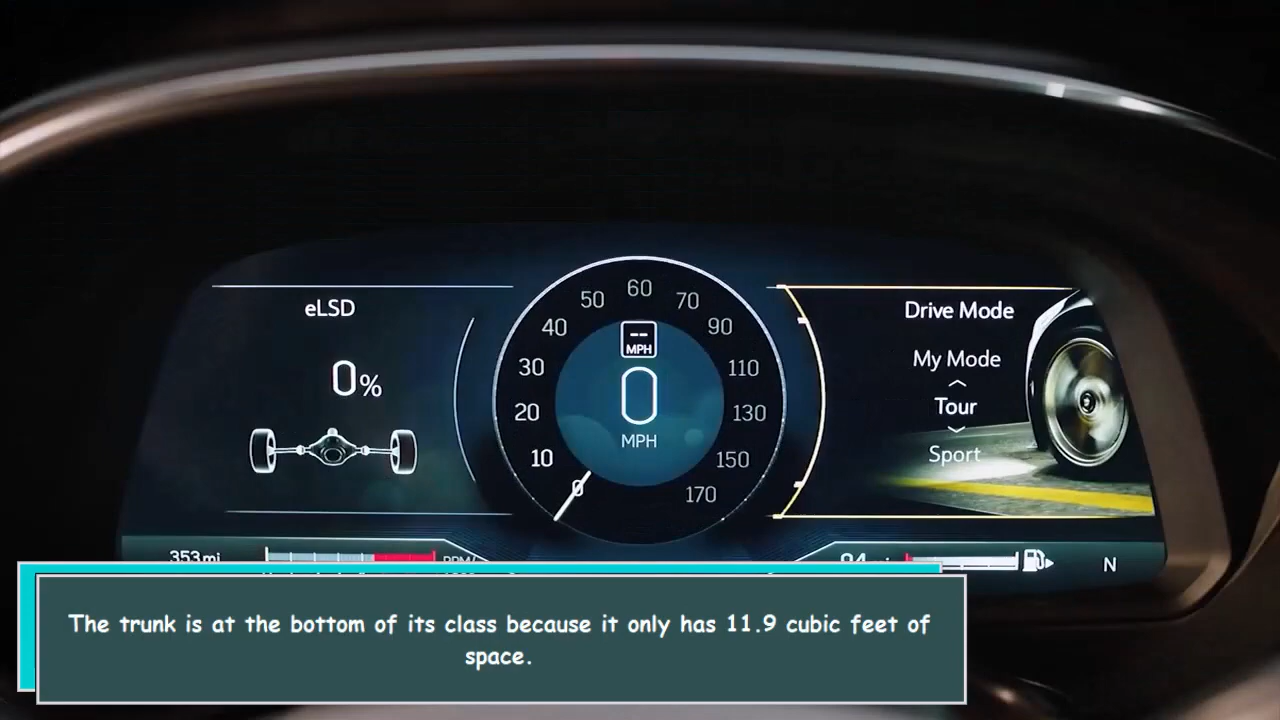 60
50
70
40
90
30
110
20
130
10
150
0
170
--
MPH
0
MPH
eLSD
0%
Drive Mode
My Mode
Tour
Sport
353 mi
N
The trunk is at the bottom of its class because it only has 11.9 cubic feet of
space.